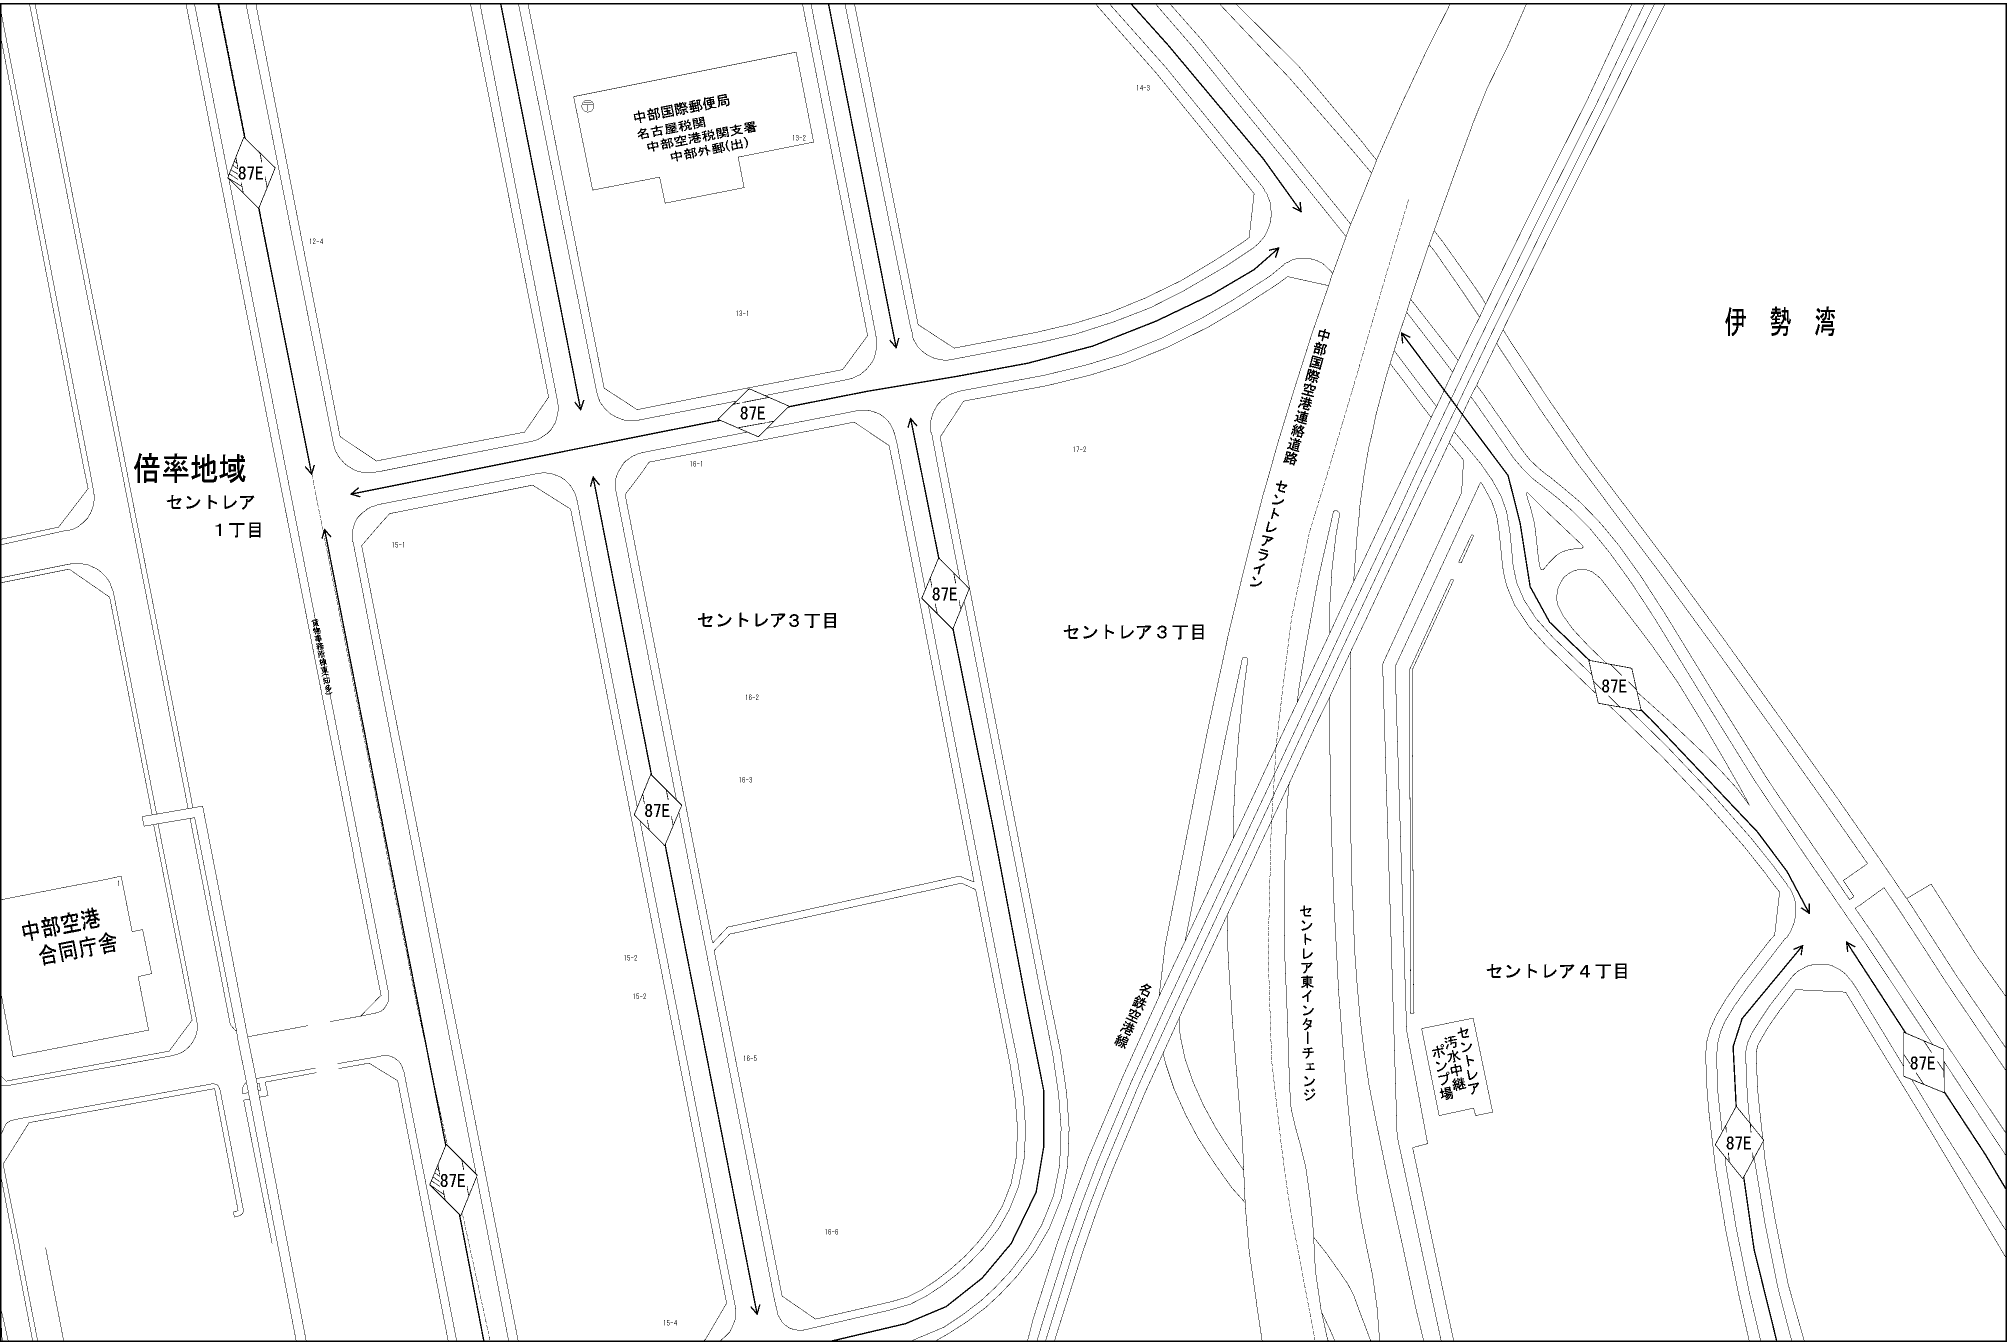 14-3
中部国際郵便局
名古屋税関
中部空港税関支署
中部外郵(出)
13-2
87E
12-4
13-1
伊勢湾
中部国際空港連絡道路 セントレアライン
87E
倍率地域
セントレア
1丁目
16-1
17-2
15-1
87E
セントレア3丁目
セントレア3丁目
87E
16-2
16-3
87E
中部空港
合同庁舎
15-2
15-2
セントレア東インターチェンジ
セントレア4丁目
名鉄空港線
セントレア
汚水中継
ポンプ場
16-5
87E
87E
87E
16-6
15-4